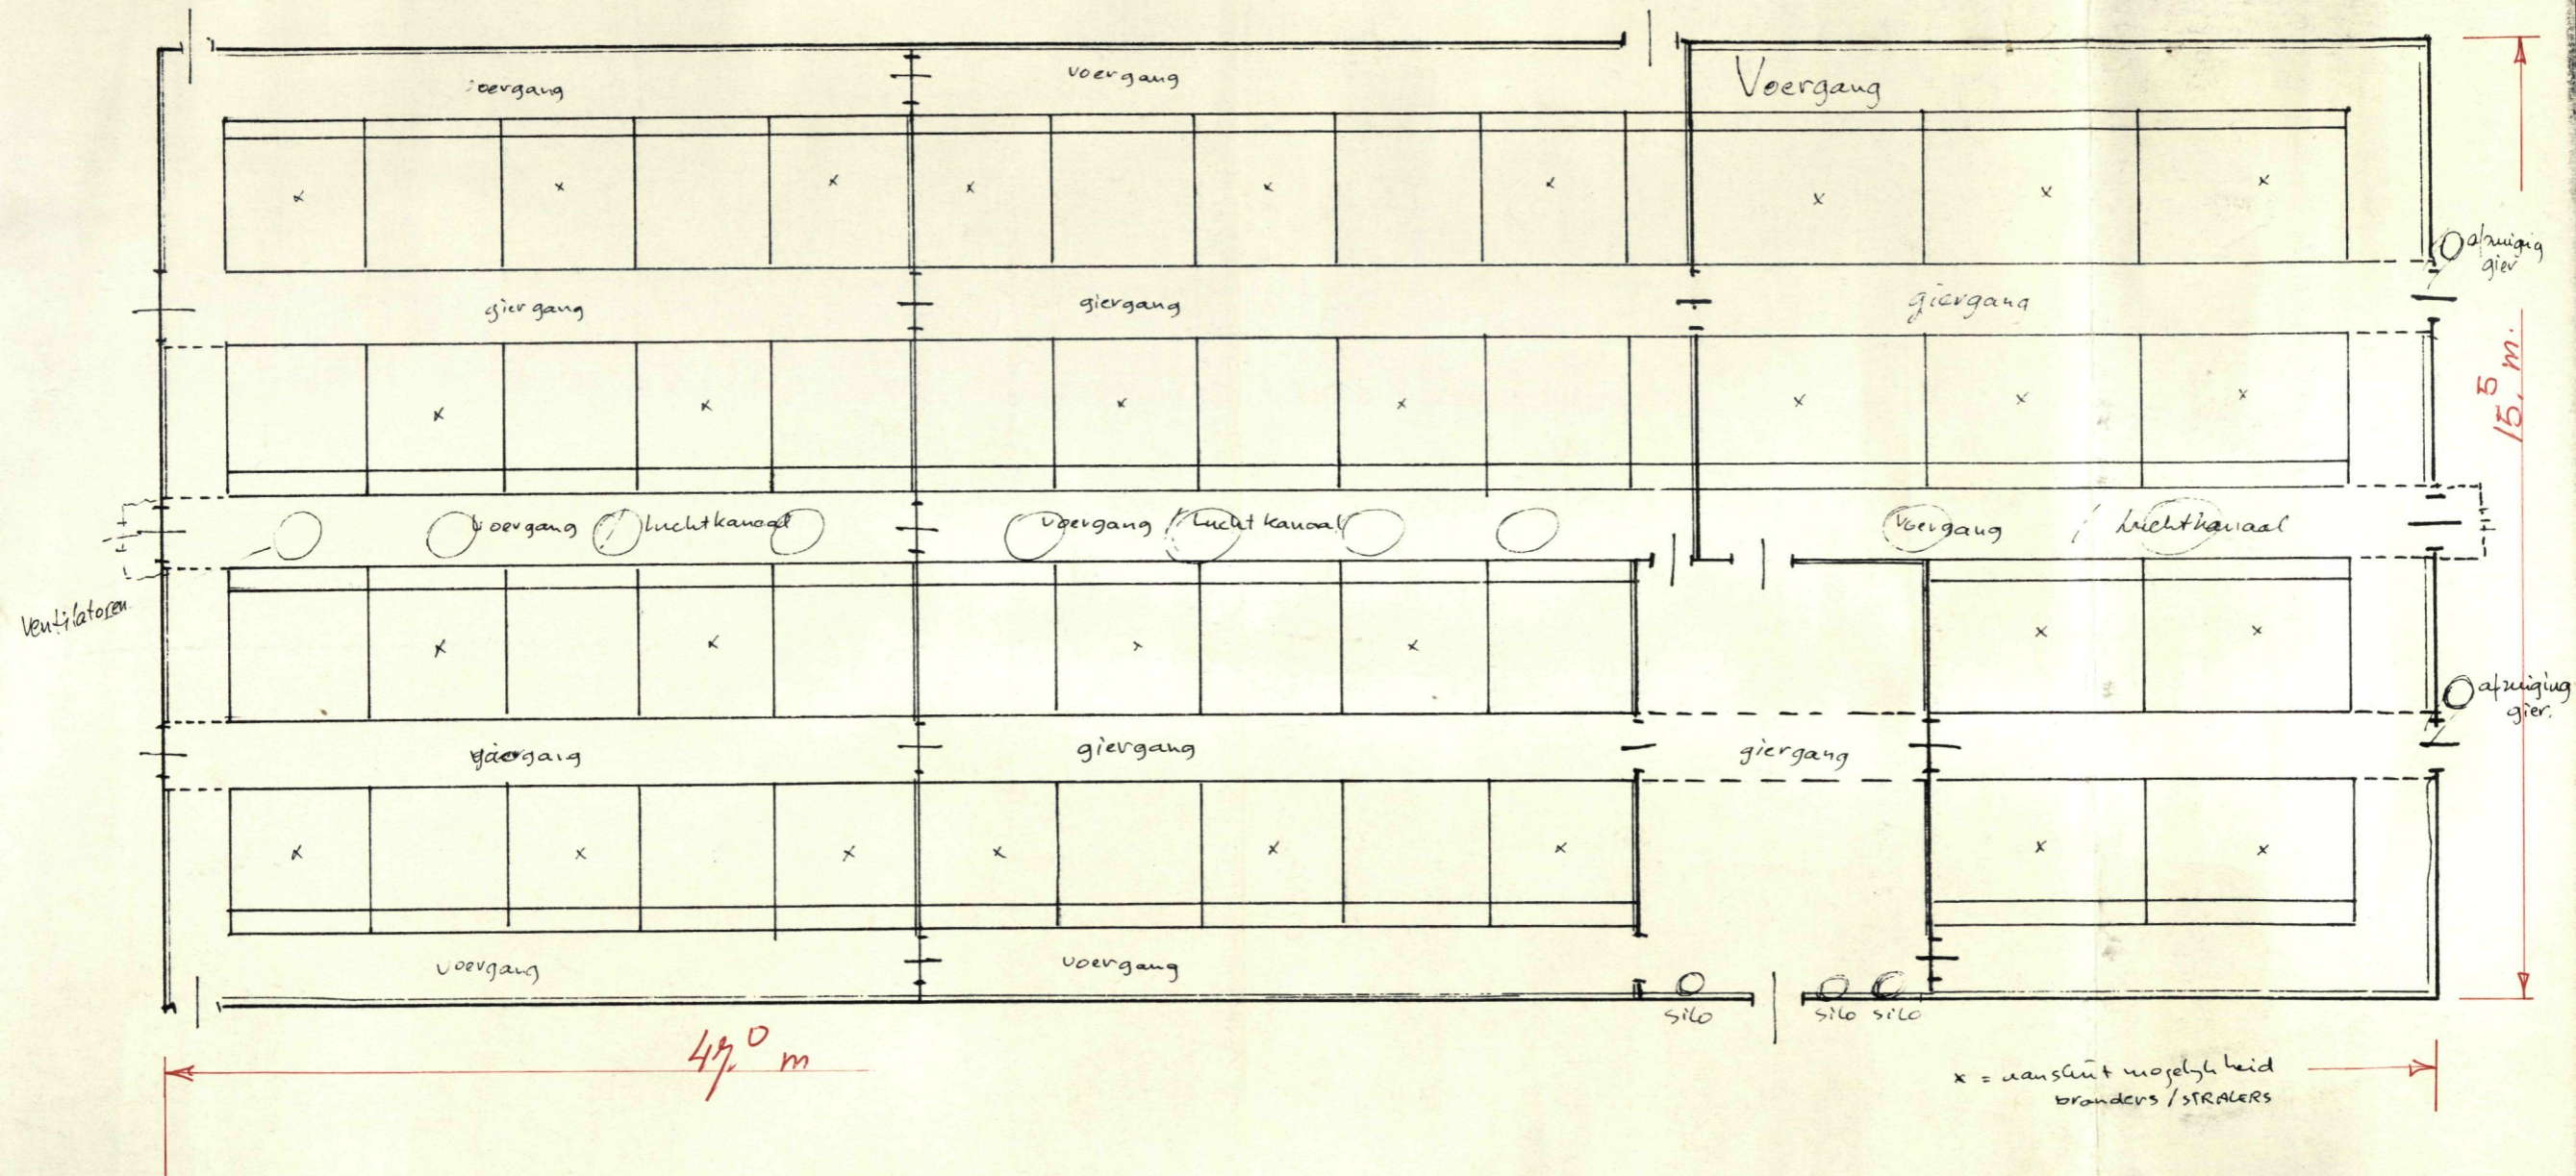 voergang
voergang
Voergang
afzuiging
gier
giergang
giergang
giergang
15,5 m.
voergang / luchtkanaal
voergang / Luchtkanaal
voergang / Luchtkanaal
Ventilatoren
afzuiging
gier.
giergang
giergang
giergang
voergang
voergang
silo
silo
silo
47,0 m
x = aansluit mogelijkheid
branders / STRALERS